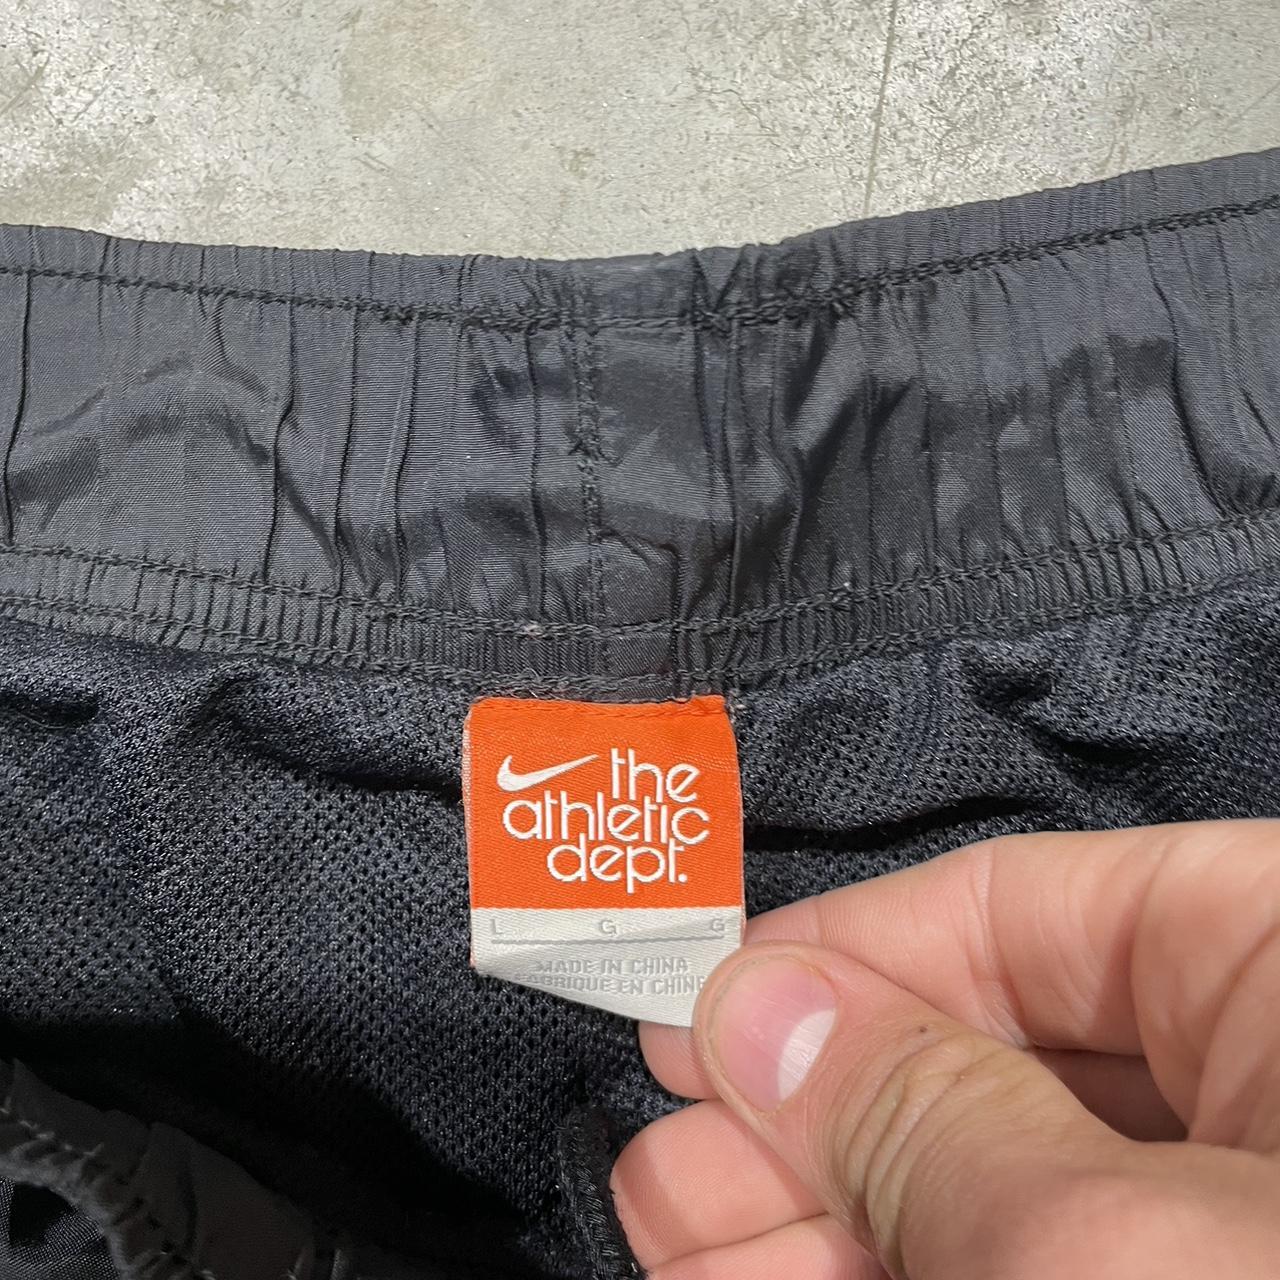 the
athletic
dept.
L G G
MADE IN CHINA
FABRIQUE EN CHINE